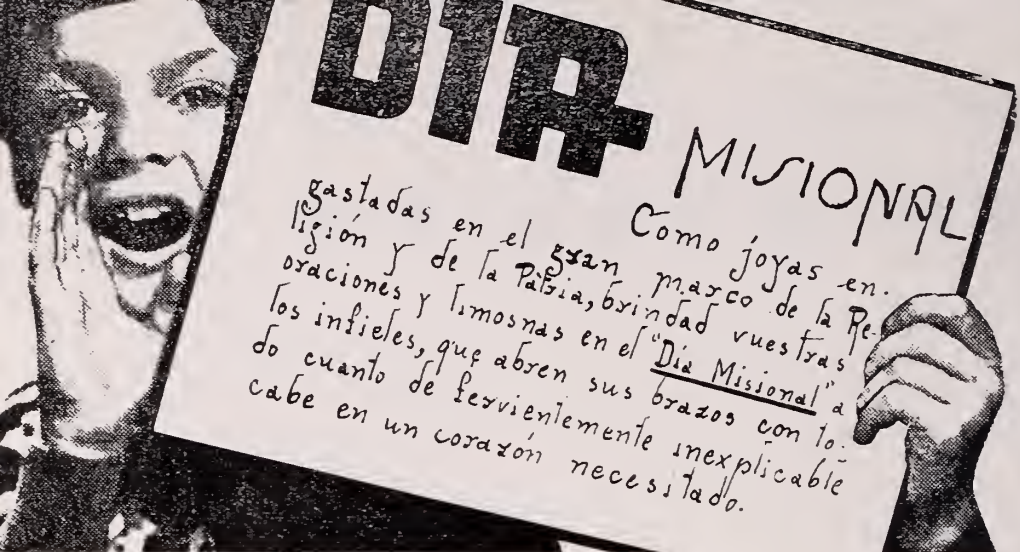 DIA
MISIONAL
Como joyas en-
gastadas en el gran marco de la Re-
ligión y de la Patria, brindad vuestras
oraciones y limosnas en el "Día Misional" a
los infieles, que abren sus brazos con to-
do cuanto de fervientemente inexplicable
cabe en un corazón necesitado.